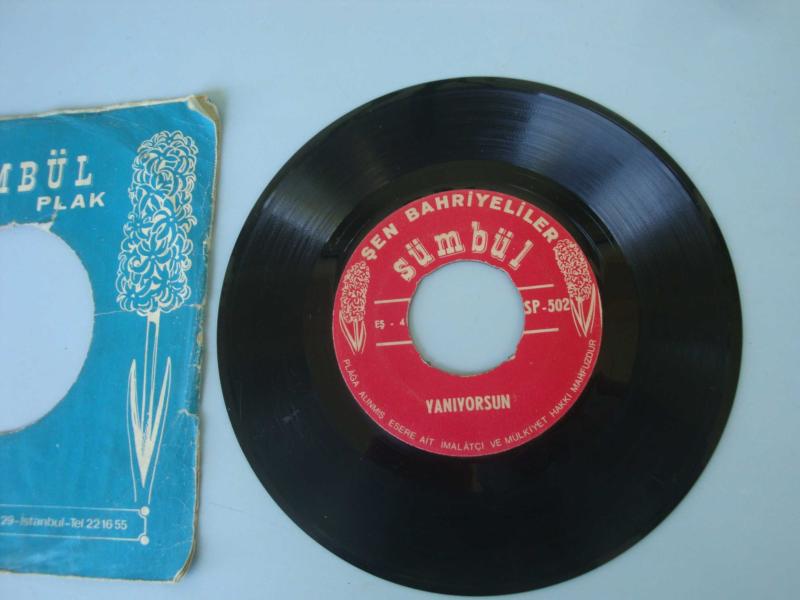 MBÜL
PLAK
29-İstanbul-Tel 22 16 55
ŞEN BAHRİYELİLER
sümbül
SP-502
EŞ - 4
YANIYORSUN
PLÂĞA ALINMIŞ ESERE AİT İMALÂTÇI VE MÜLKİYET HAKKI MAHFUZDUR